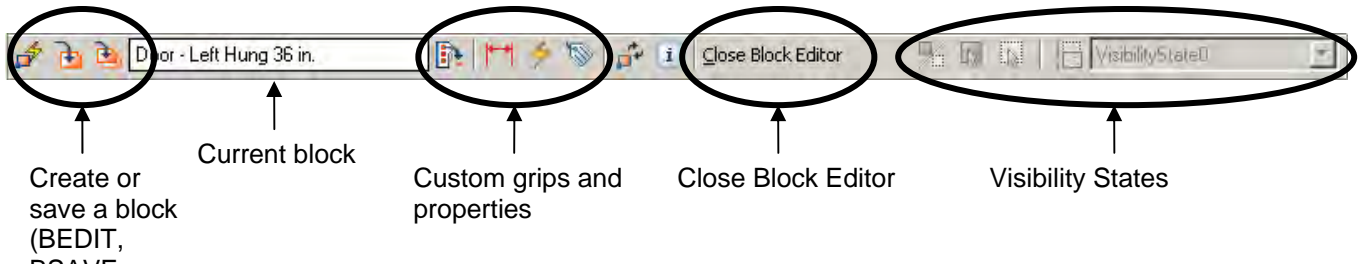 Door - Left Hung 36 in.
i
Close Block Editor
VisibilityState0
Current block
Create or
save a block
(BEDIT,
Custom grips and
properties
Close Block Editor
Visibility States